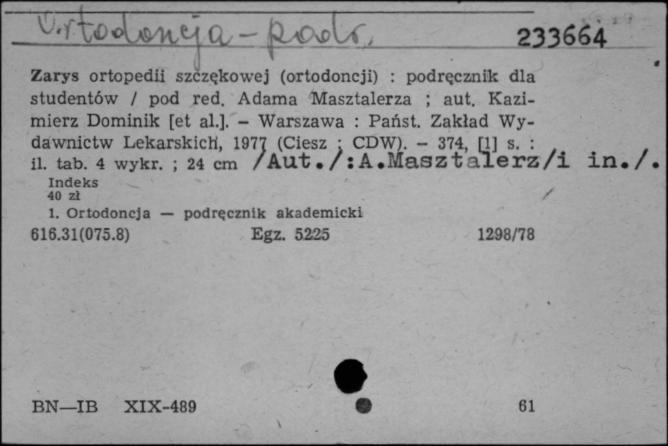 Ortodoncja - podr.
233664
Zarys ortopedii szczękowej (ortodoncji) : podręcznik dla
studentów / pod red. Adama Masztalerza ; aut. Kazi-
mierz Dominik [et al.]. — Warszawa : Państ. Zakład Wy-
dawnictw Lekarskich, 1977 (Ciesz ; CDW). — 374, [1] s. :
il. tab. 4 wykr. ; 24 cm /Aut./:A.Masztalerz/i in./.
Indeks
40 zł
1. Ortodoncja — podręcznik akademicki
616.31(075.8) Egz. 5225 1298/78
BN—IB XIX-489 61